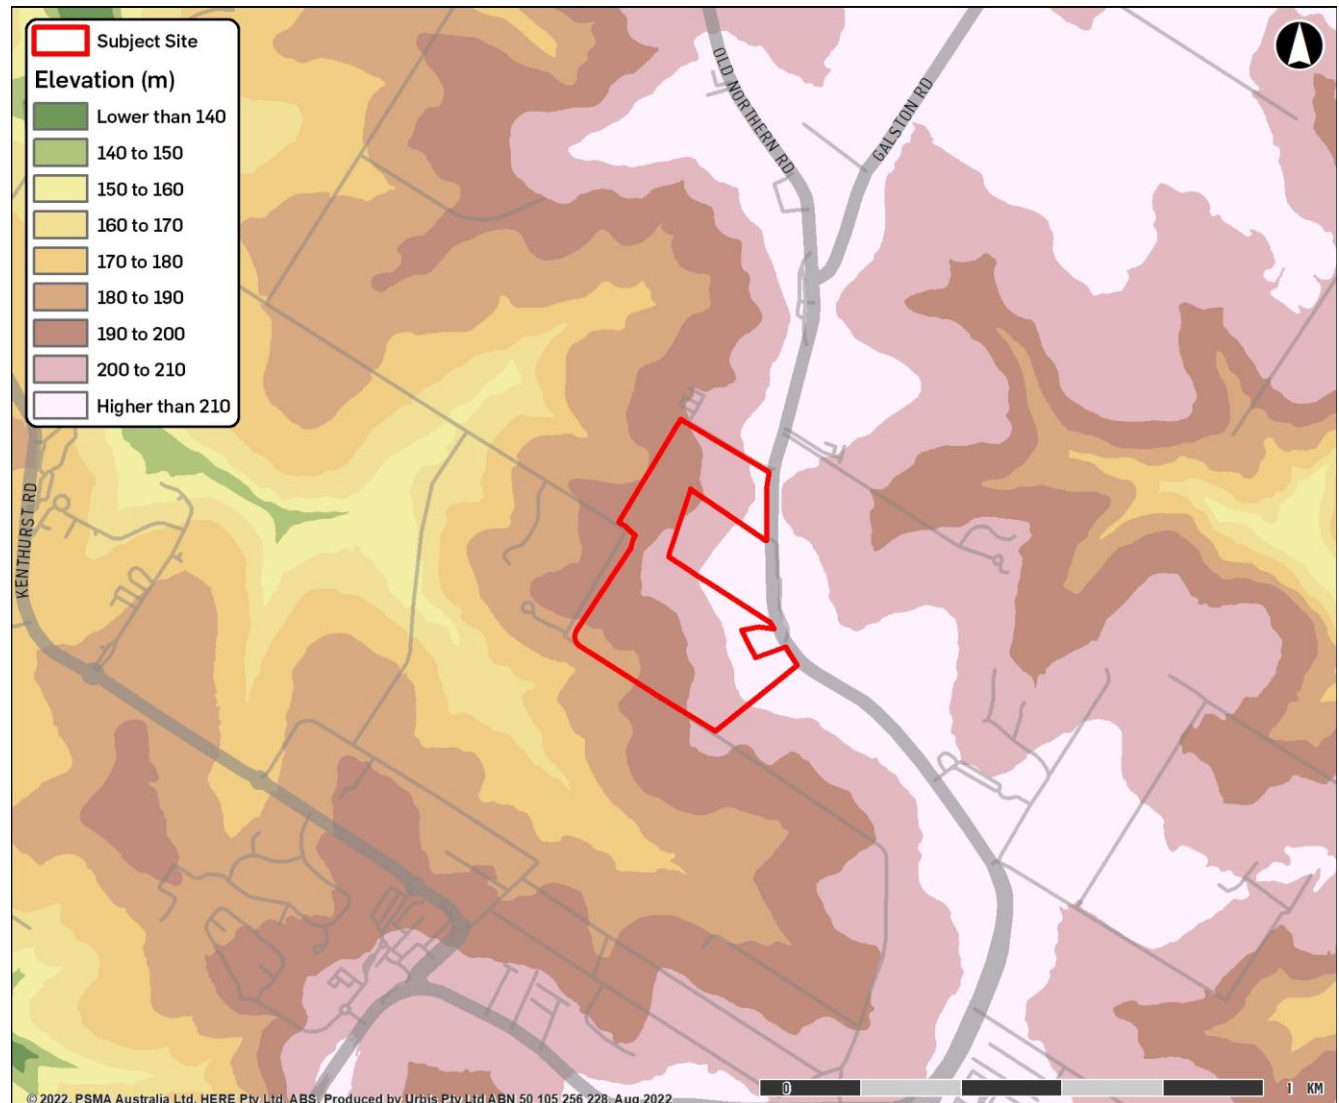 Subject Site
Elevation (m)
Lower than 140
140 to 150
150 to 160
160 to 170
170 to 180
180 to 190
190 to 200
200 to 210
Higher than 210
OLD NORTHERN RD
GALSTON RD
KENTHURST RD
0 1 KM
© 2022. PSMA Australia Ltd, HERE Pty Ltd, ABS. Produced by Urbis Pty Ltd ABN 50 105 256 228, Aug 2022